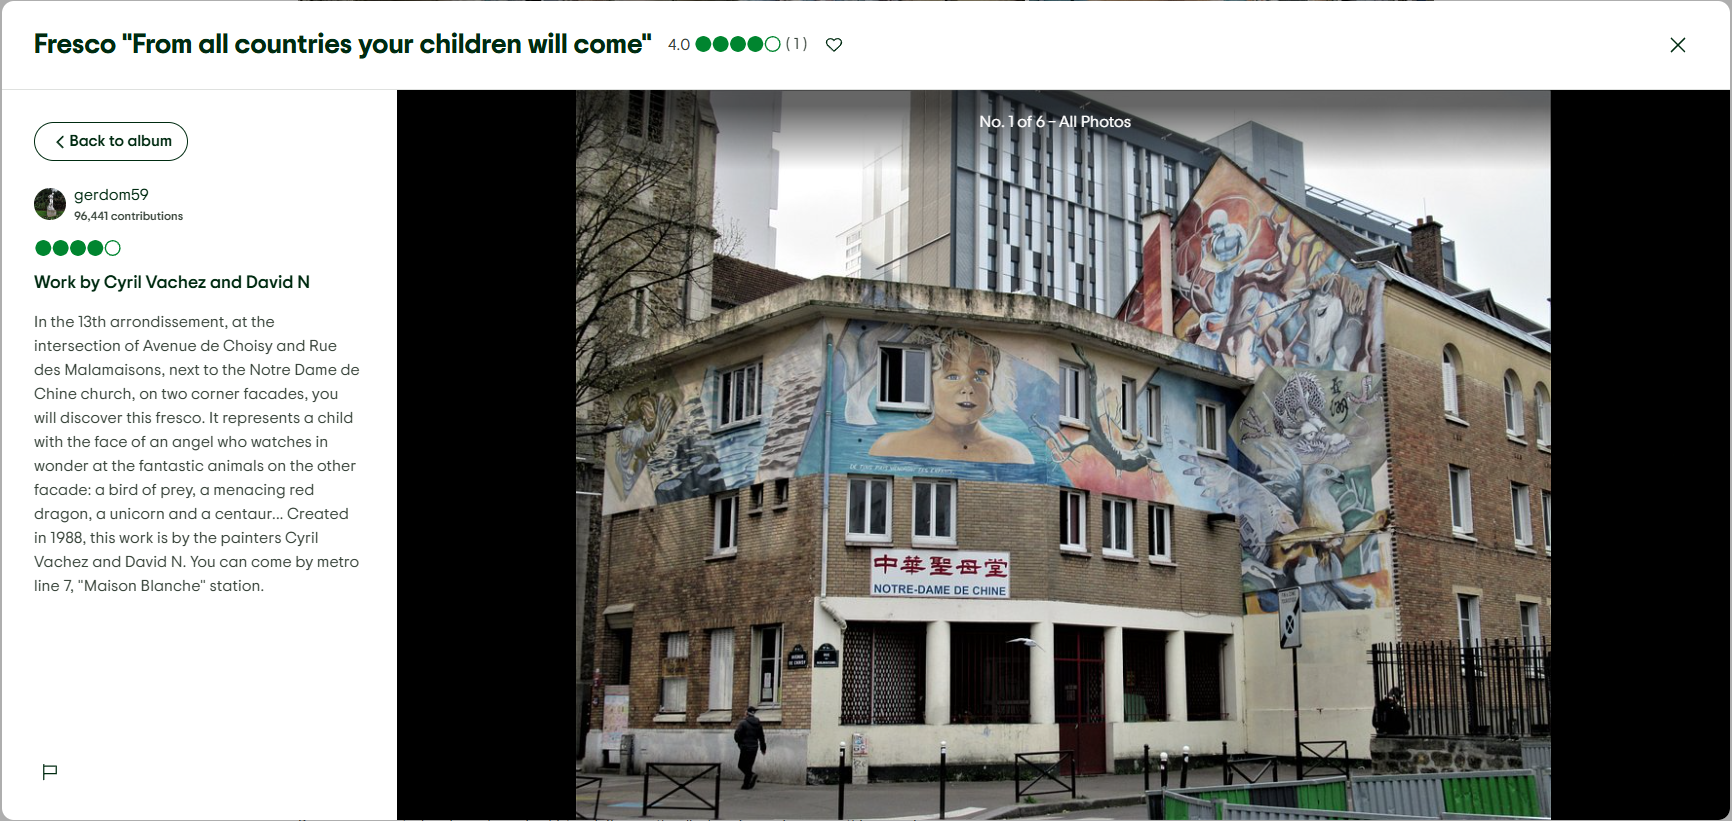 Fresco "From all countries your children will come"
4.0
(1)
Back to album
gerdom59
96,441 contributions
Work by Cyril Vachez and David N
In the 13th arrondissement, at the
intersection of Avenue de Choisy and Rue
des Malamaisons, next to the Notre Dame de
Chine church, on two corner facades, you
will discover this fresco. It represents a child
with the face of an angel who watches in
wonder at the fantastic animals on the other
facade: a bird of prey, a menacing red
dragon, a unicorn and a centaur... Created
in 1988, this work is by the painters Cyril
Vachez and David N. You can come by metro
line 7, "Maison Blanche" station.
No. 1 of 6 – All Photos
中華聖母堂
NOTRE-DAME DE CHINE
AVENUE
DE CHOISY